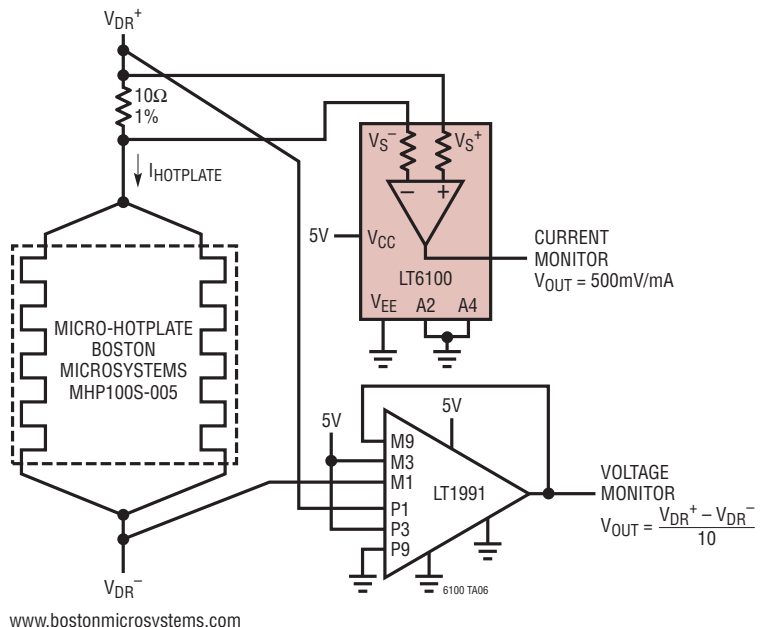 VDR+
10Ω
1%
IHOTPLATE
VS−
VS+
−
+
5V
VCC
LT6100
VEE
A2
A4
CURRENT
MONITOR
VOUT = 500mV/mA
MICRO-HOTPLATE
BOSTON
MICROSYSTEMS
MHP100S-005
5V
5V
M9
M3
M1
P1
P3
P9
LT1991
VOLTAGE
MONITOR
VOUT = VDR+ – VDR–
10
VDR−
6100 TA06
www.bostonmicrosystems.com